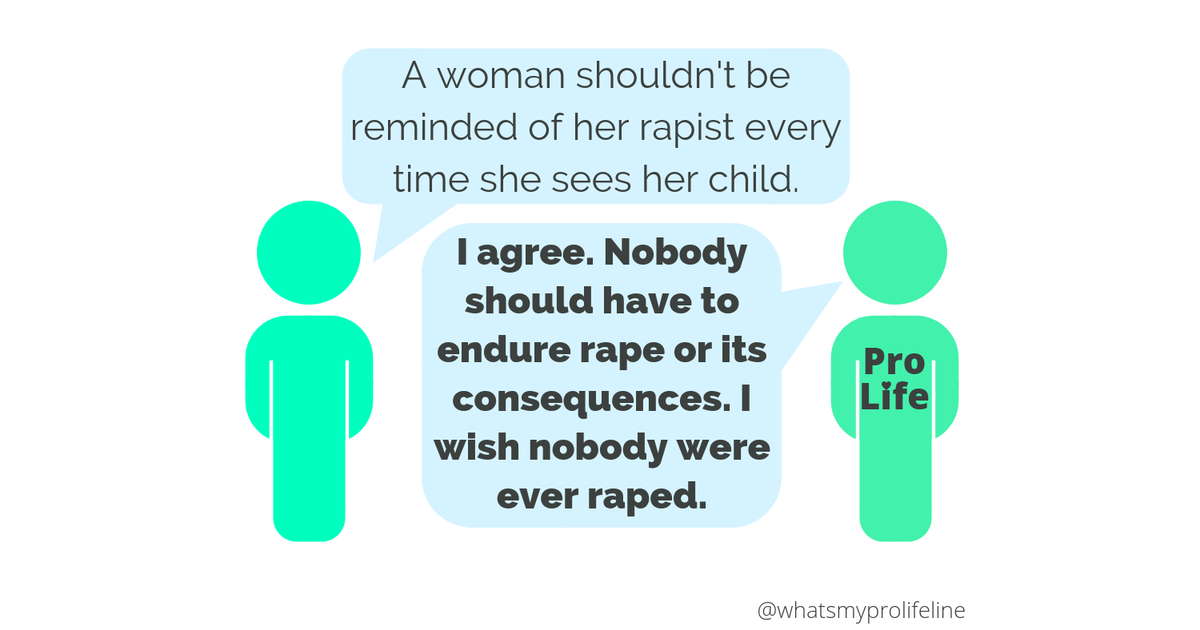 A woman shouldn't be
reminded of her rapist every
time she sees her child.
I agree. Nobody
should have to
endure rape or its
consequences. I
wish nobody were
ever raped.
Pro
Life
@whatsmyprolifeline